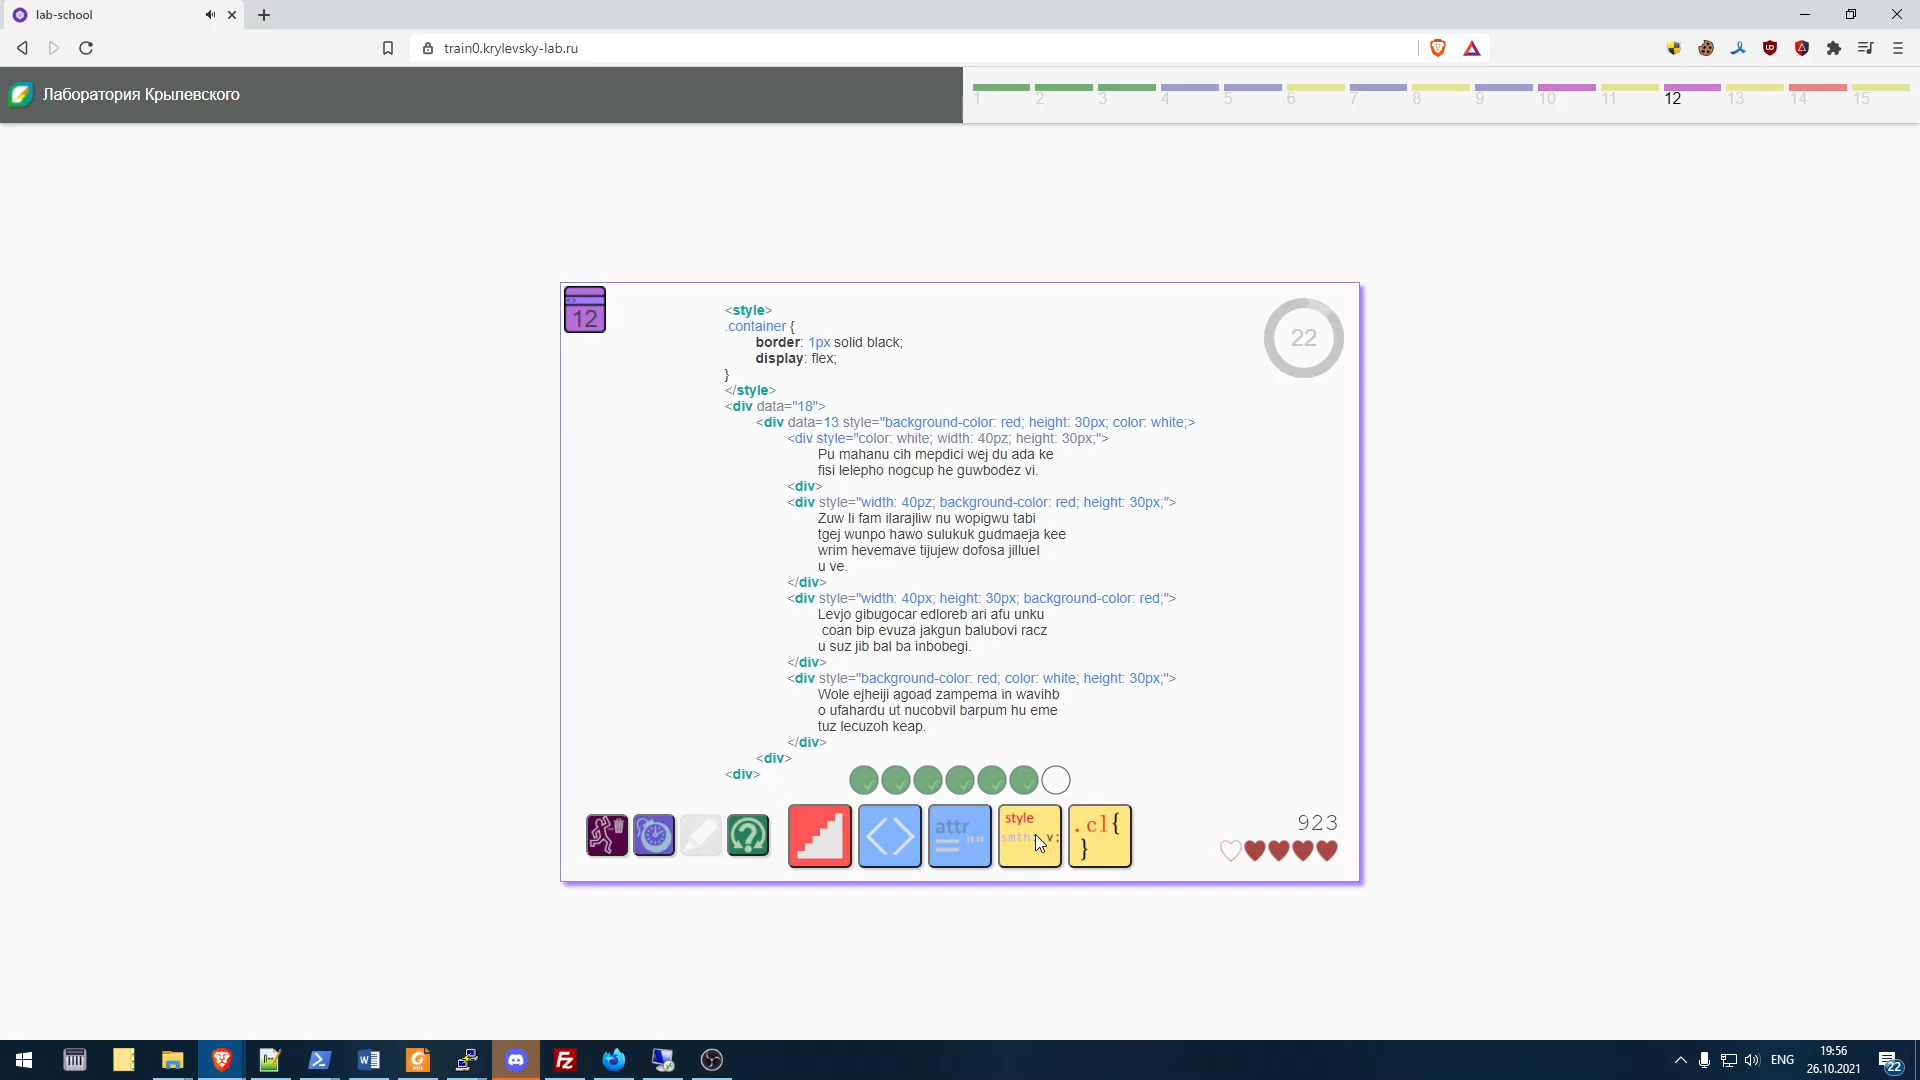 lab-school
train0.krylevsky-lab.ru
Лаборатория Крылевского
1 2 3 4 5 6 7 8 9 10 11 12 13 14 15
12
22
<style>
.container {
border: 1px solid black;
display: flex;
}
</style>
<div data="18">
<div data=13 style="background-color: red; height: 30px; color: white;>
<div style="color: white; width: 40pz; height: 30px;">
Pu mahanu cih mepdici wej du ada ke
fisi lelepho nogcup he guwbodez vi.
<div>
<div style="width: 40pz; background-color: red; height: 30px;">
Zuw li fam ilarajliw nu wopigwu tabi
tgej wunpo hawo sulukuk gudmaeja kee
wrim hevemave tijujew dofosa jilluel
u ve.
</div>
<div style="width: 40px; height: 30px; background-color: red;">
Levjo gibugocar edloreb ari afu unku
coan bip evuza jakgun balubovi racz
u suz jib bal ba inbobegi.
</div>
<div style="background-color: red; color: white; height: 30px;">
Wole ejheiji agoad zampema in wavihb
o ufahardu ut nucobvil barpum hu eme
tuz lecuzoh keap.
</div>
<div>
<div>
< >
attr
= ""
style
smth: v;
.cl{
}
923
ENG
19:56
26.10.2021
22